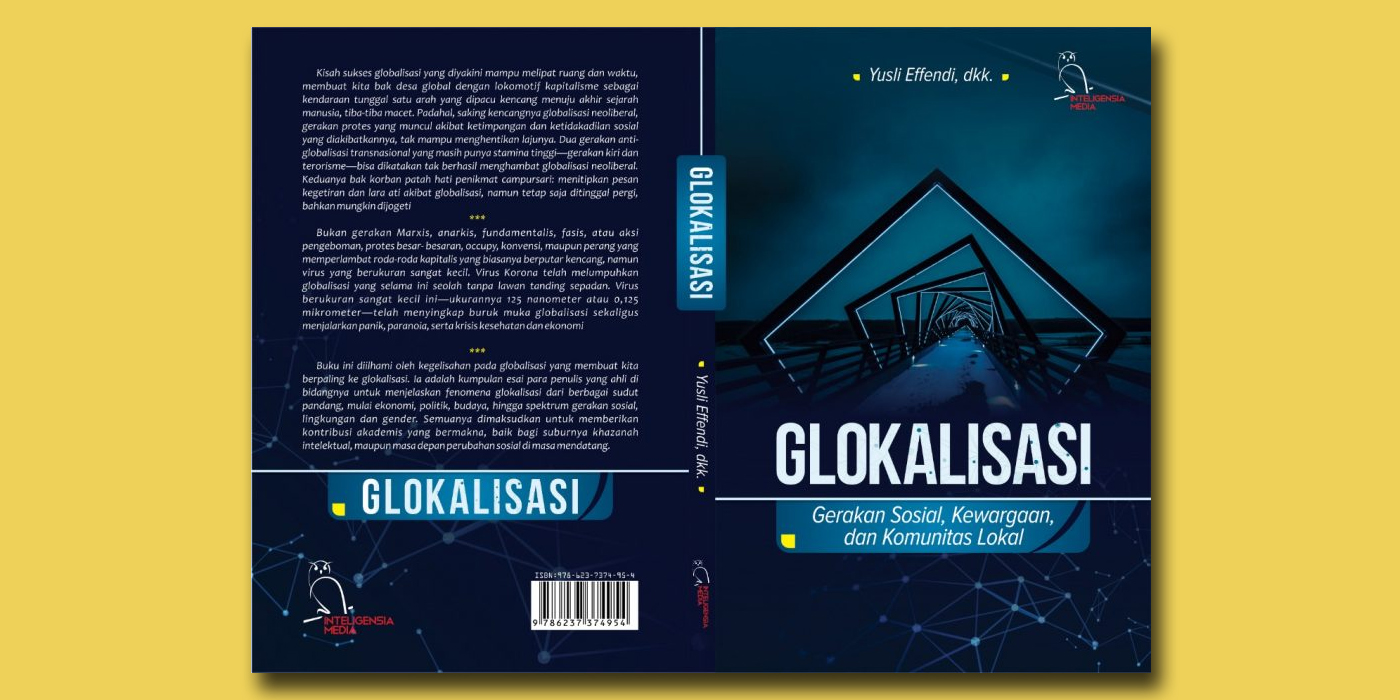 Kisah sukses globalisasi yang diyakini mampu melipat ruang dan waktu,
membuat kita bak desa global dengan lokomotif kapitalisme sebagai
kendaraan tunggal satu arah yang dipacu kencang menuju akhir sejarah
manusia, tiba-tiba macet. Padahal, saking kencangnya globalisasi neoliberal,
gerakan protes yang muncul akibat ketimpangan dan ketidakadilan sosial
yang diakibatkannya, tak mampu menghentikan lajunya. Dua gerakan anti-
globalisasi transnasional yang masih punya stamina tinggi—gerakan kiri dan
terorisme—bisa dikatakan tak berhasil menghambat globalisasi neoliberal.
Keduanya bak korban patah hati penikmat campursari: menitipkan pesan
kegetiran dan lara ati akibat globalisasi, namun tetap saja ditinggal pergi,
bahkan mungkin dijogeti
***
Bukan gerakan Marxis, anarkis, fundamentalis, fasis, atau aksi
pengeboman, protes besar- besaran, occupy, konvensi, maupun perang yang
memperlambat roda-roda kapitalis yang biasanya berputar kencang, namun
virus yang berukuran sangat kecil. Virus Korona telah melumpuhkan
globalisasi yang selama ini seolah tanpa lawan tanding sepadan. Virus
berukuran sangat kecil ini—ukurannya 125 nanometer atau 0,125
mikrometer—telah menyingkap buruk muka globalisasi sekaligus
menjalarkan panik, paranoia, serta krisis kesehatan dan ekonomi
***
Buku ini diilhami oleh kegelisahan pada globalisasi yang membuat kita
berpaling ke glokalisasi. Ia adalah kumpulan esai para penulis yang ahli di
bidangnya untuk menjelaskan fenomena glokalisasi dari berbagai sudut
pandang, mulai ekonomi, politik, budaya, hingga spektrum gerakan sosial,
lingkungan dan gender. Semuanya dimaksudkan untuk memberikan
kontribusi akademis yang bermakna, baik bagi suburnya khazanah
intelektual, maupun masa depan perubahan sosial di masa mendatang.
GLOKALISASI
INTELIGENSIA
MEDIA
ISBN:978-623-7374-95-4
9 786237 374954
GLOKALISASI
Yusli Effendi, dkk.
INTELIGENSIA
MEDIA
Yusli Effendi, dkk.
INTELIGENSIA
MEDIA
GLOKALISASI
Gerakan Sosial, Kewargaan,
dan Komunitas Lokal